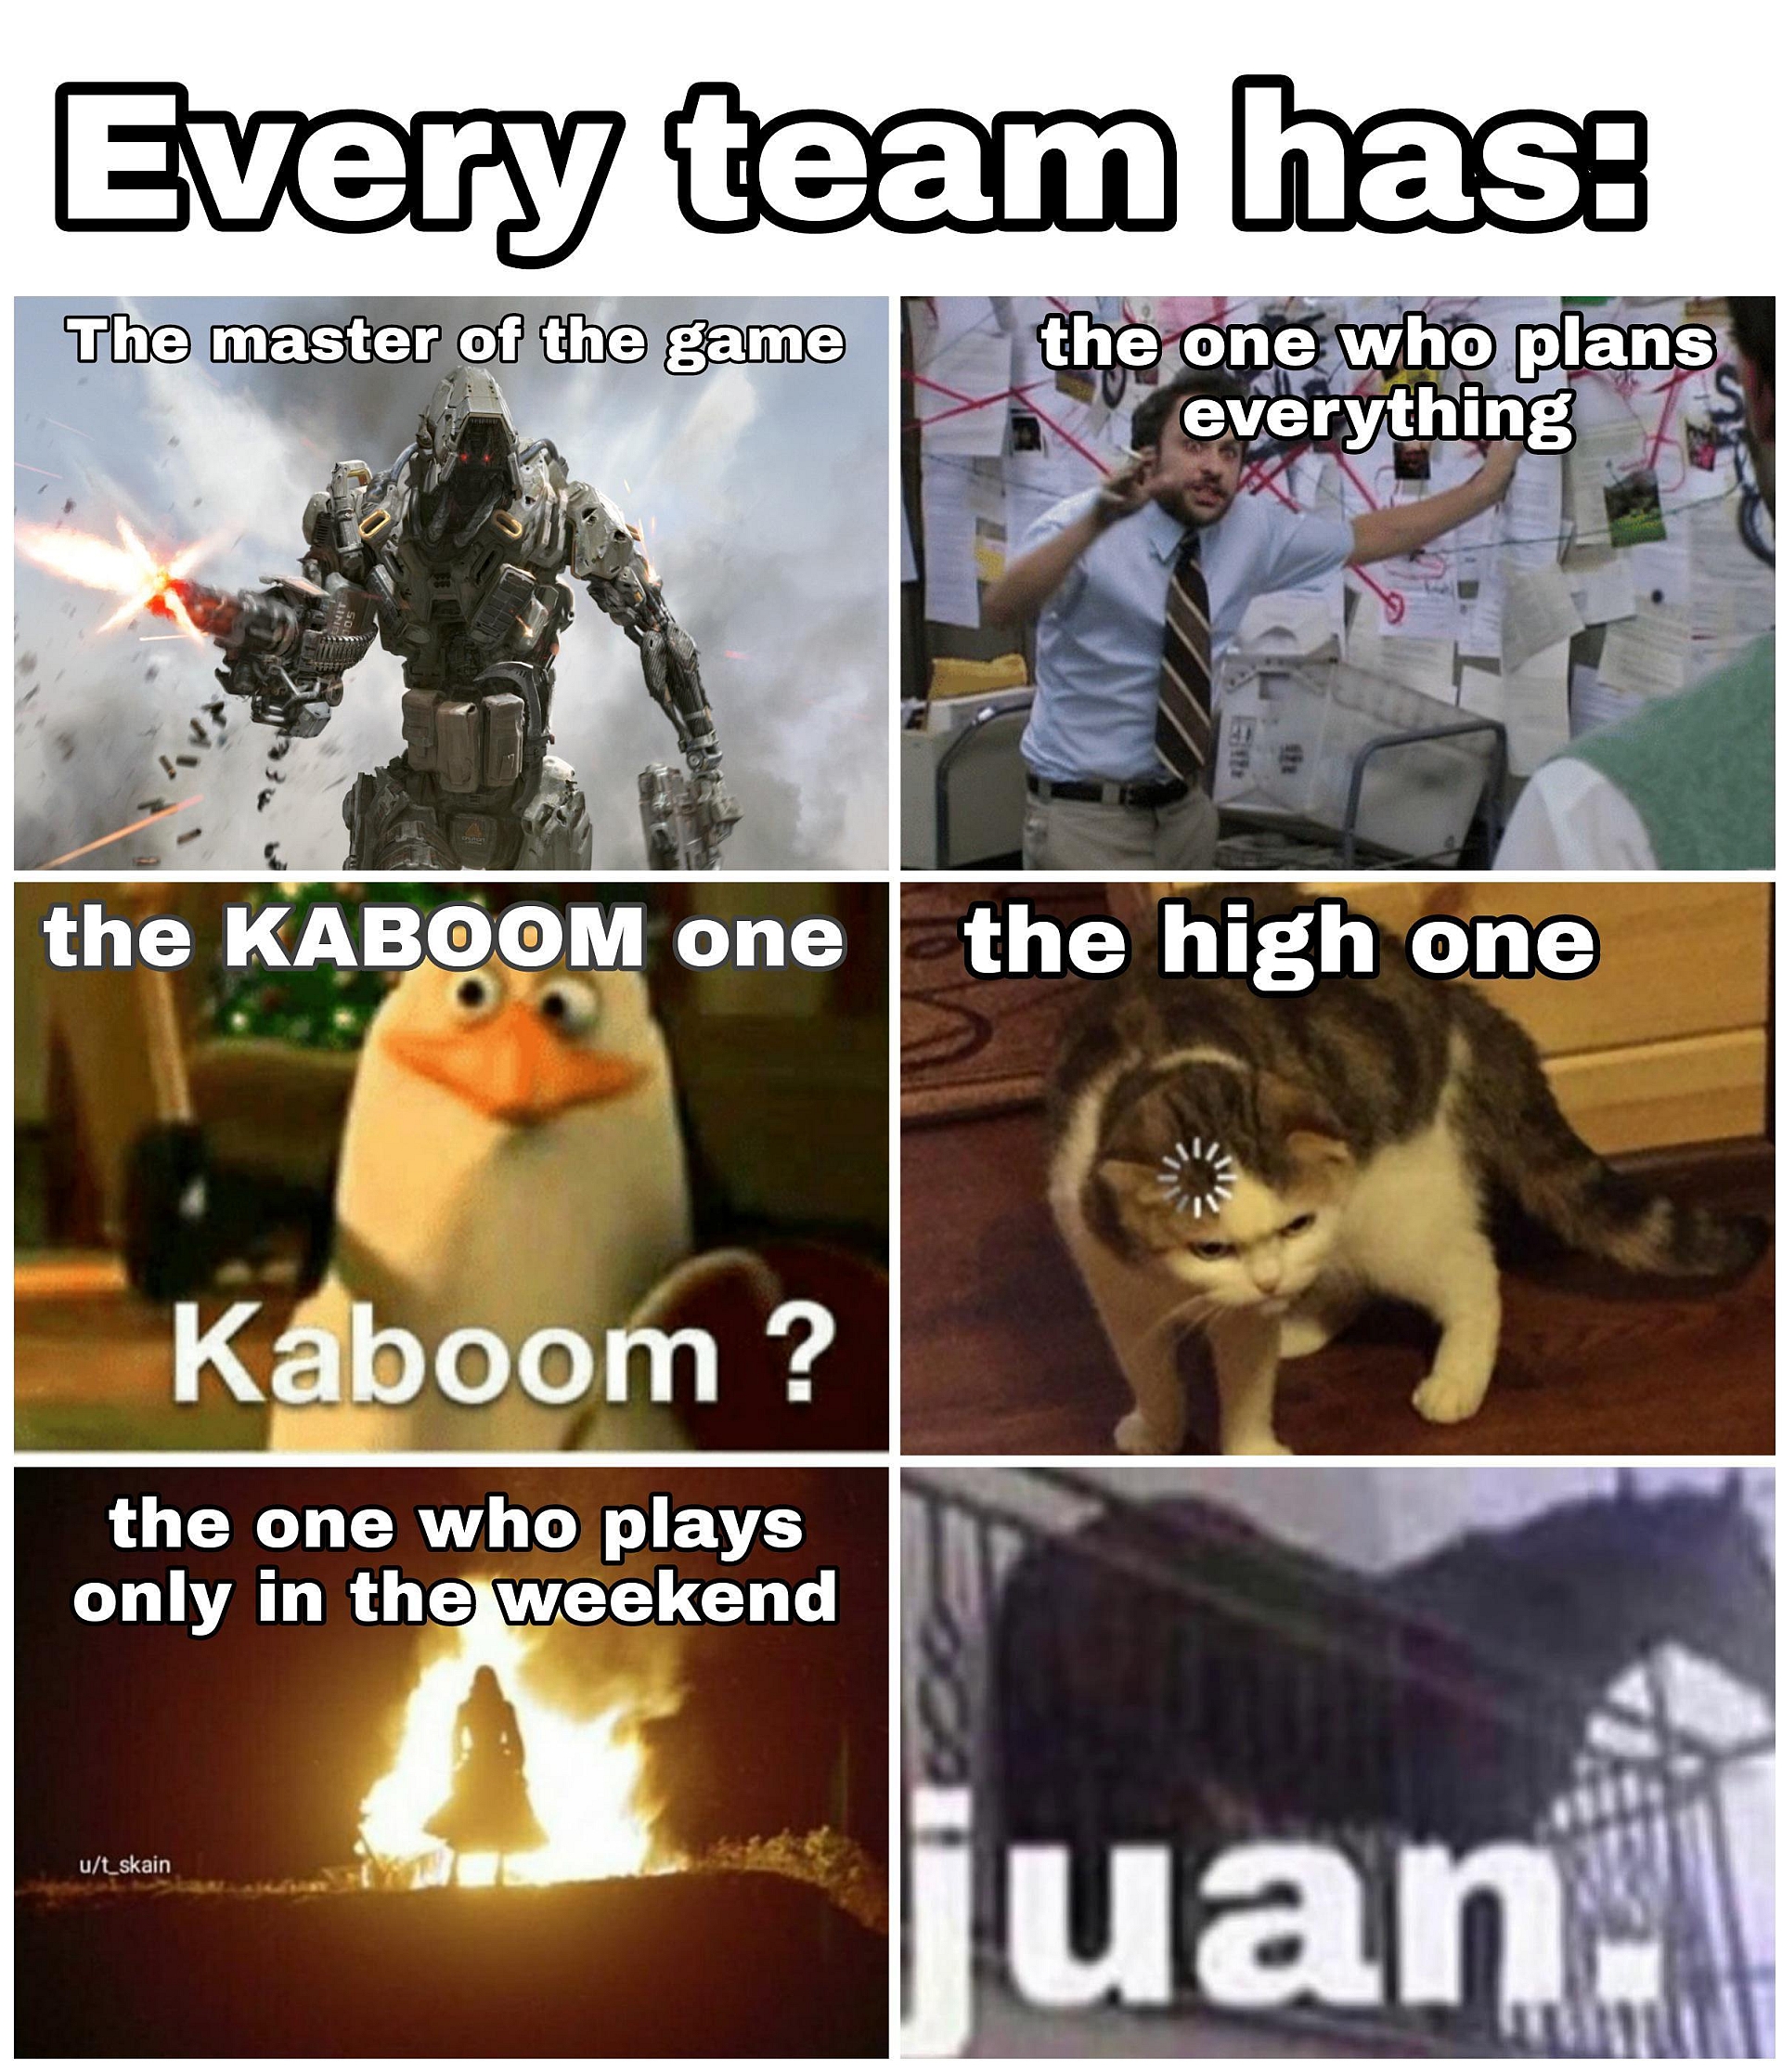 Every team has:
The master of the game
the one who plans
everything
the KABOOM one
Kaboom ?
the high one
the one who plays
only in the weekend
u/t_skain
juan.